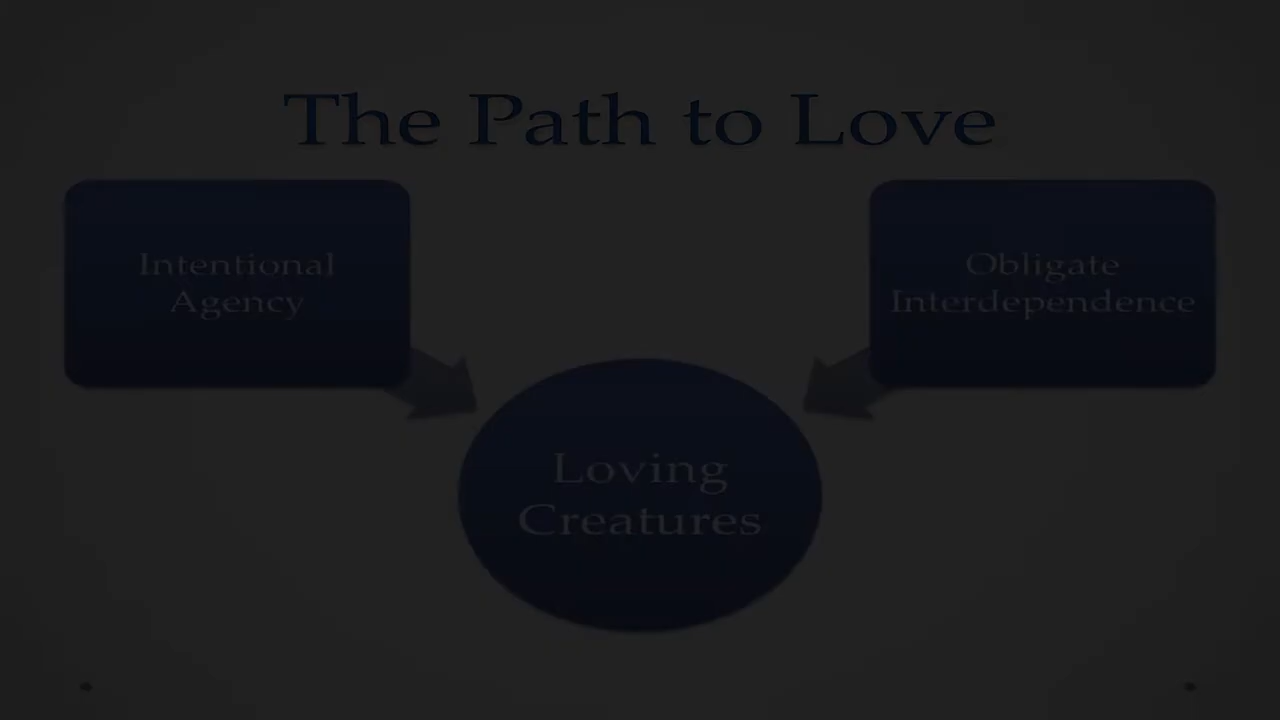 The Path to Love
Intentional
Agency
Obligate
Interdependence
Loving
Creatures